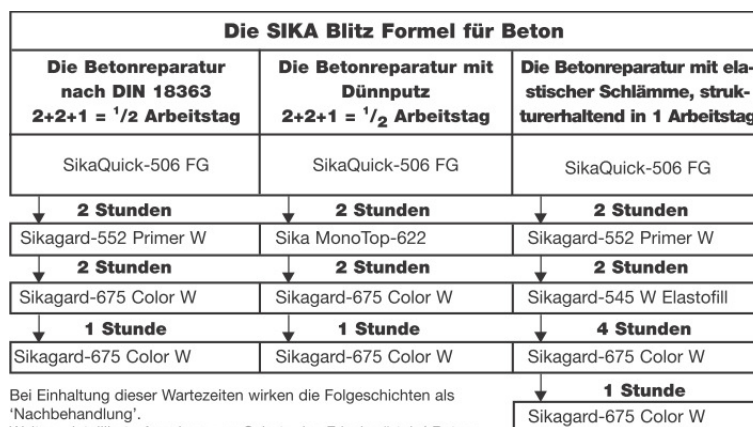 Die SIKA Blitz Formel für Beton
Die Betonreparatur
nach DIN 18363
2+2+1 = 1/2 Arbeitstag
Die Betonreparatur mit
Dünnputz
2+2+1 = 1/2 Arbeitstag
Die Betonreparatur mit ela-
stischer Schlämme, struk-
turerhaltend in 1 Arbeitstag
SikaQuick-506 FG
SikaQuick-506 FG
SikaQuick-506 FG
2 Stunden
2 Stunden
2 Stunden
Sikagard-552 Primer W
Sika MonoTop-622
Sikagard-552 Primer W
2 Stunden
2 Stunden
2 Stunden
Sikagard-675 Color W
Sikagard-675 Color W
Sikagard-545 W Elastofill
1 Stunde
1 Stunde
4 Stunden
Sikagard-675 Color W
Sikagard-675 Color W
Sikagard-675 Color W
1 Stunde
Sikagard-675 Color W
Bei Einhaltung dieser Wartezeiten wirken die Folgeschichten als
'Nachbehandlung'.